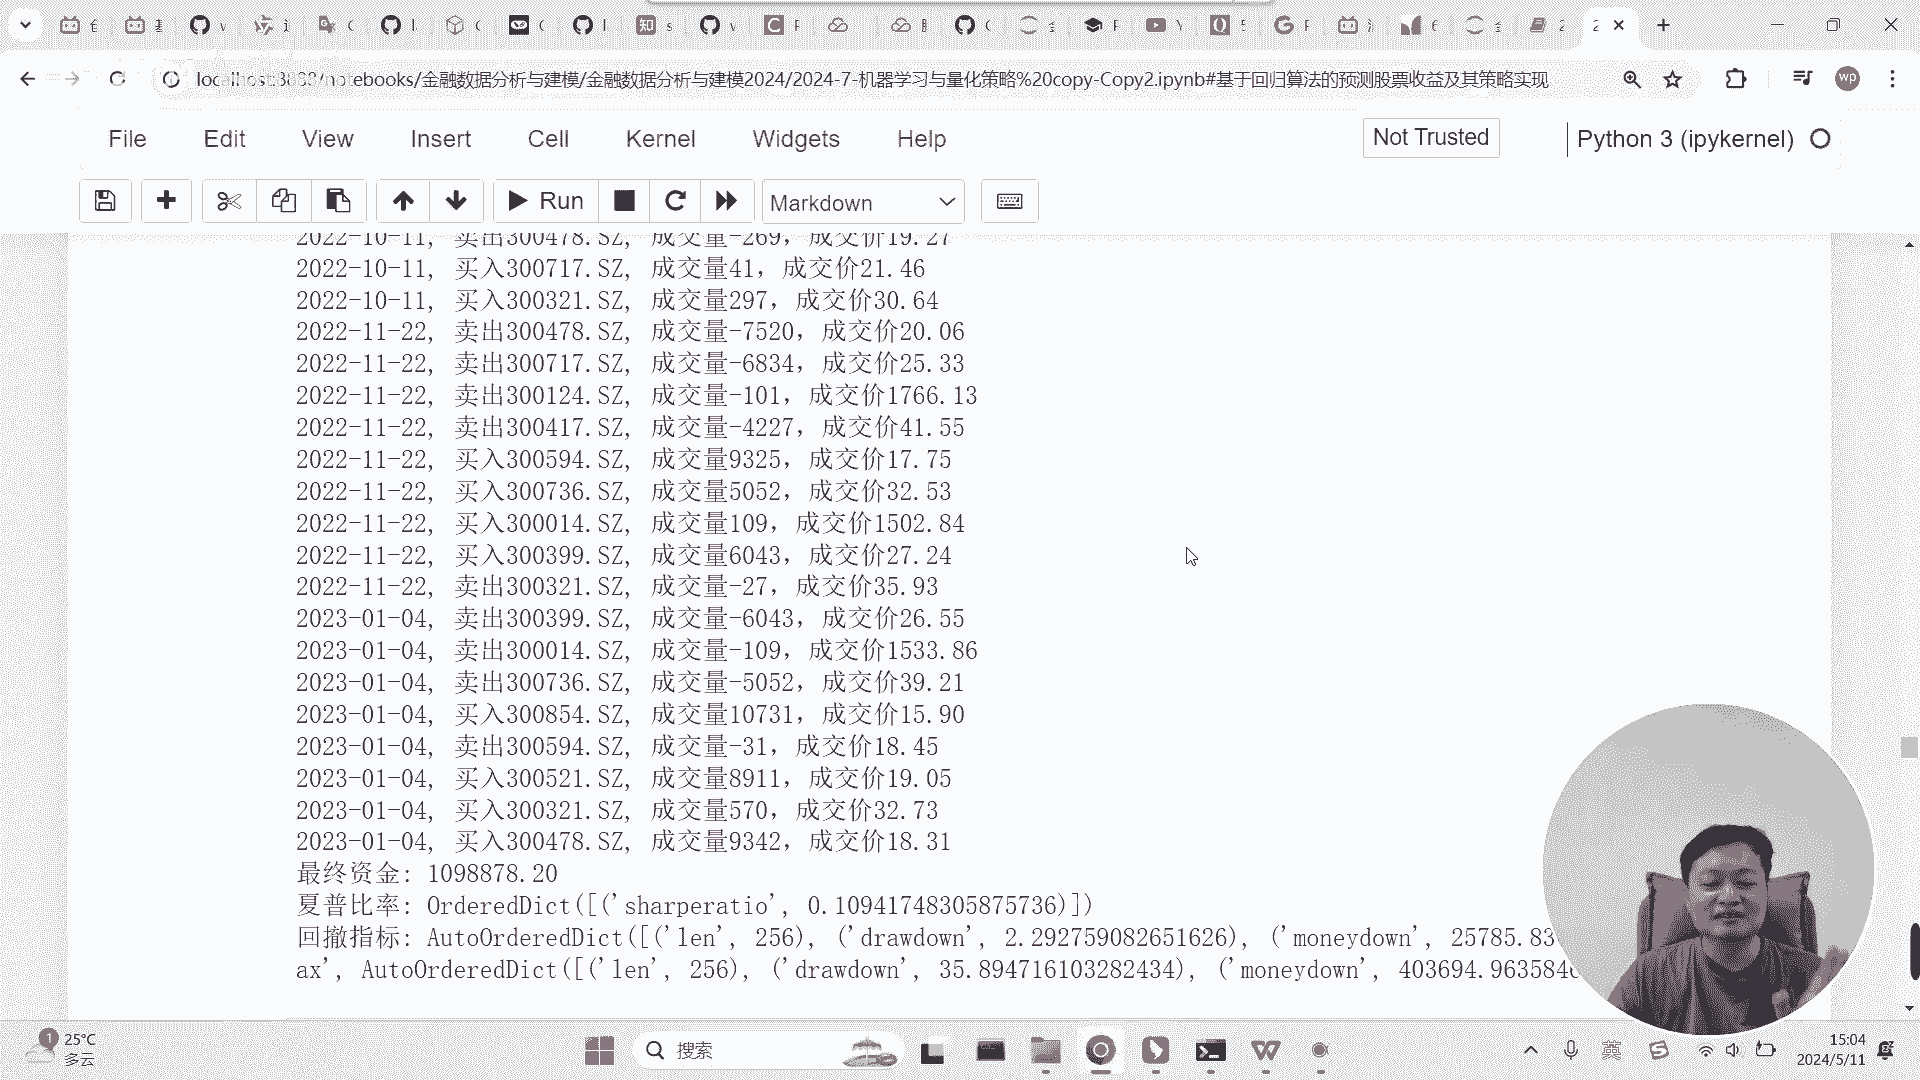 localhost:8888/notebooks/金融数据分析与建模/金融数据分析与建模2024/2024-7-机器学习与量化策略%20copy-Copy2.ipynb#基于回归算法的预测股票收益及其策略实现
wp
File Edit View Insert Cell Kernel Widgets Help Not Trusted Python 3 (ipykernel)
Run Markdown
2022-10-11, 卖出300478.SZ, 成交量-269, 成交价19.27
2022-10-11, 买入300717.SZ, 成交量41, 成交价21.46
2022-10-11, 买入300321.SZ, 成交量297, 成交价30.64
2022-11-22, 卖出300478.SZ, 成交量-7520, 成交价20.06
2022-11-22, 卖出300717.SZ, 成交量-6834, 成交价25.33
2022-11-22, 卖出300124.SZ, 成交量-101, 成交价1766.13
2022-11-22, 卖出300417.SZ, 成交量-4227, 成交价41.55
2022-11-22, 买入300594.SZ, 成交量9325, 成交价17.75
2022-11-22, 买入300736.SZ, 成交量5052, 成交价32.53
2022-11-22, 买入300014.SZ, 成交量109, 成交价1502.84
2022-11-22, 买入300399.SZ, 成交量6043, 成交价27.24
2022-11-22, 卖出300321.SZ, 成交量-27, 成交价35.93
2023-01-04, 卖出300399.SZ, 成交量-6043, 成交价26.55
2023-01-04, 卖出300014.SZ, 成交量-109, 成交价1533.86
2023-01-04, 卖出300736.SZ, 成交量-5052, 成交价39.21
2023-01-04, 买入300854.SZ, 成交量10731, 成交价15.90
2023-01-04, 卖出300594.SZ, 成交量-31, 成交价18.45
2023-01-04, 买入300521.SZ, 成交量8911, 成交价19.05
2023-01-04, 买入300321.SZ, 成交量570, 成交价32.73
2023-01-04, 买入300478.SZ, 成交量9342, 成交价18.31
最终资金: 1098878.20
夏普比率: OrderedDict([('sharperatio', 0.10941748305875736)])
回撤指标: AutoOrderedDict([('len', 256), ('drawdown', 2.292759082651626), ('moneydown', 25785.83
ax', AutoOrderedDict([('len', 256), ('drawdown', 35.894716103282434), ('moneydown', 403694.963584
1 25°C
多云
搜索
英
15:04
2024/5/11